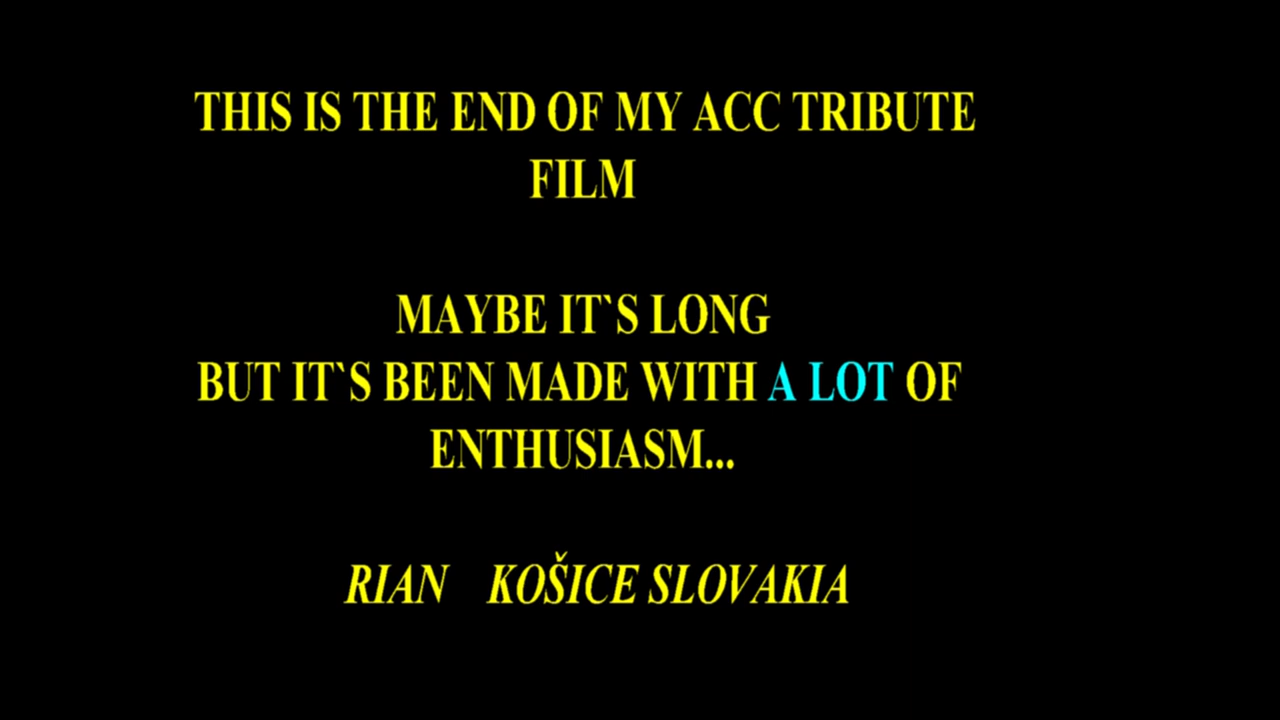 THIS IS THE END OF MY ACC TRIBUTE
FILM
MAYBE IT`S LONG
BUT IT`S BEEN MADE WITH A LOT OF
ENTHUSIASM...
RIAN KOŠICE SLOVAKIA